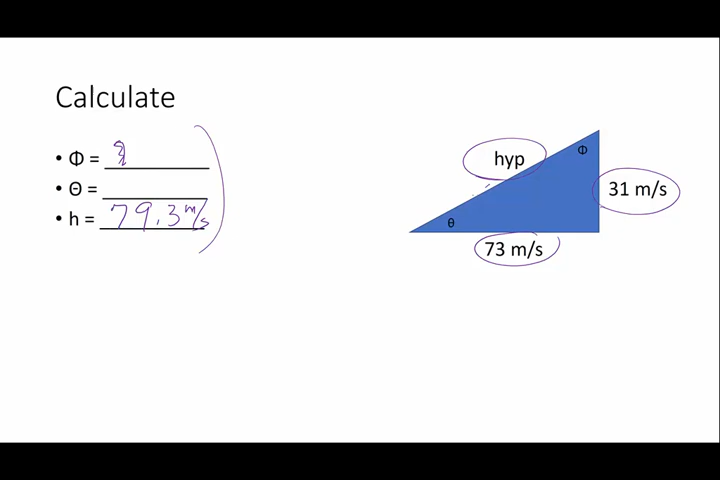 Calculate
• Φ =
• Θ =
• h = 79.3 m/s
hyp
Φ
31 m/s
θ
73 m/s